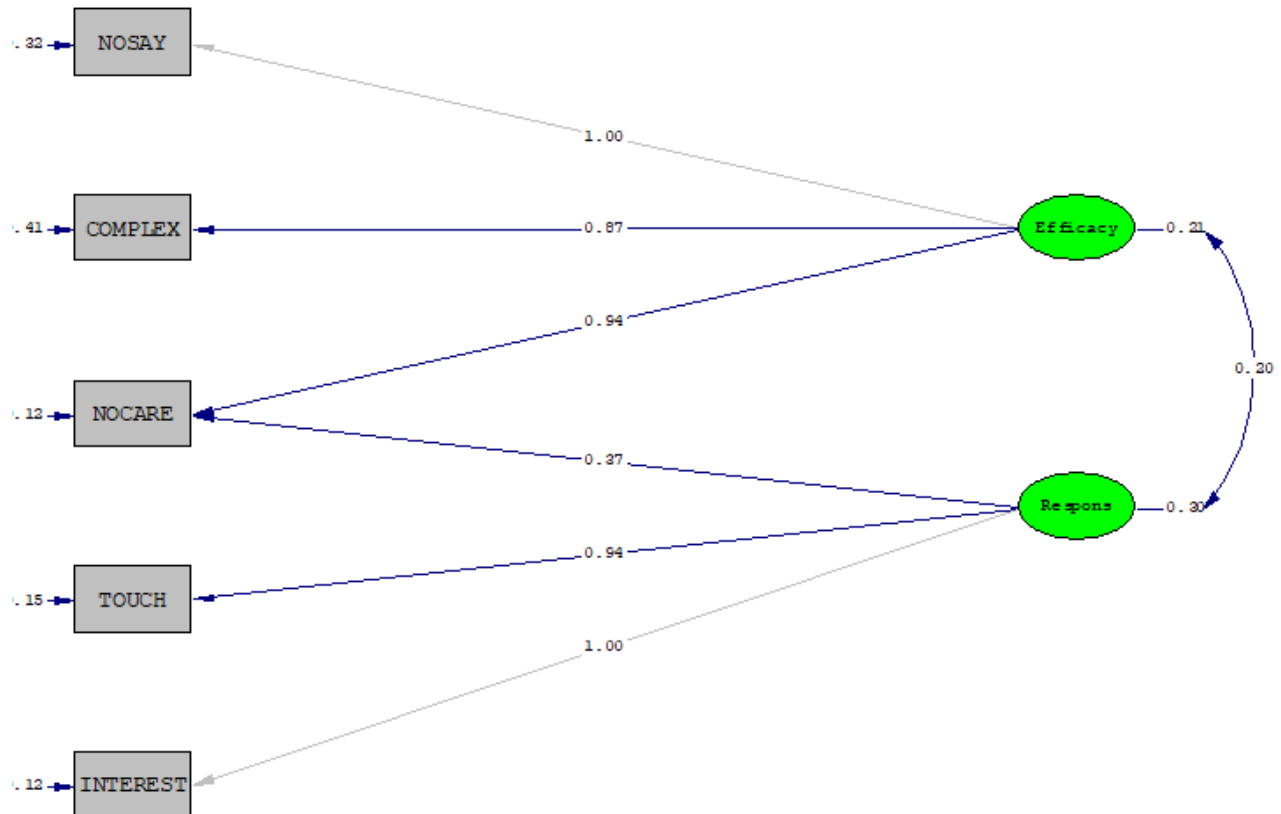 .32 NOSAY
1.00
.41 COMPLEX 0.87 Efficacy 0.21
0.94
0.20
.12 NOCARE
0.37
Respons 0.30
0.94
.15 TOUCH
1.00
.12 INTEREST